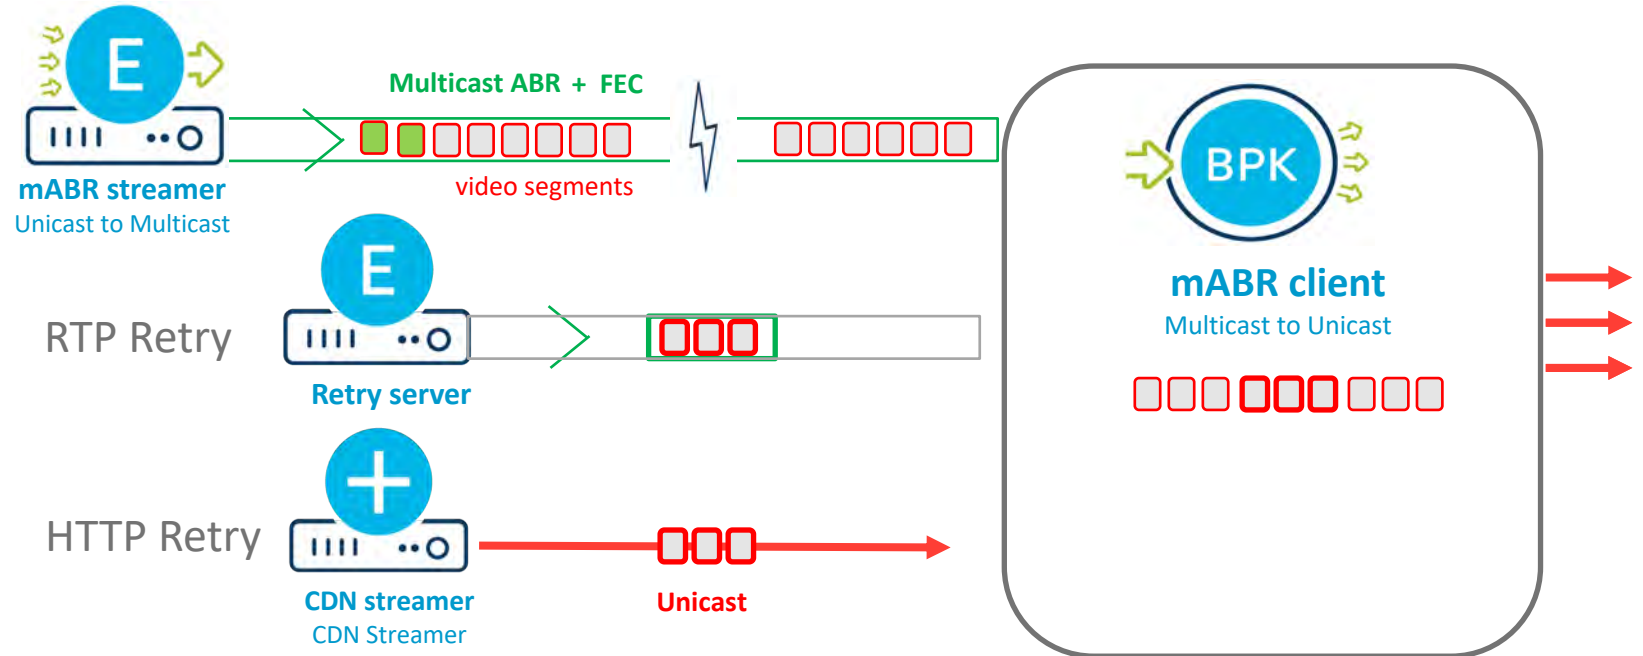 E
Multicast ABR + FEC
mABR streamer
Unicast to Multicast
video segments
BPK
mABR client
Multicast to Unicast
E
RTP Retry
Retry server
HTTP Retry
CDN streamer
CDN Streamer
Unicast